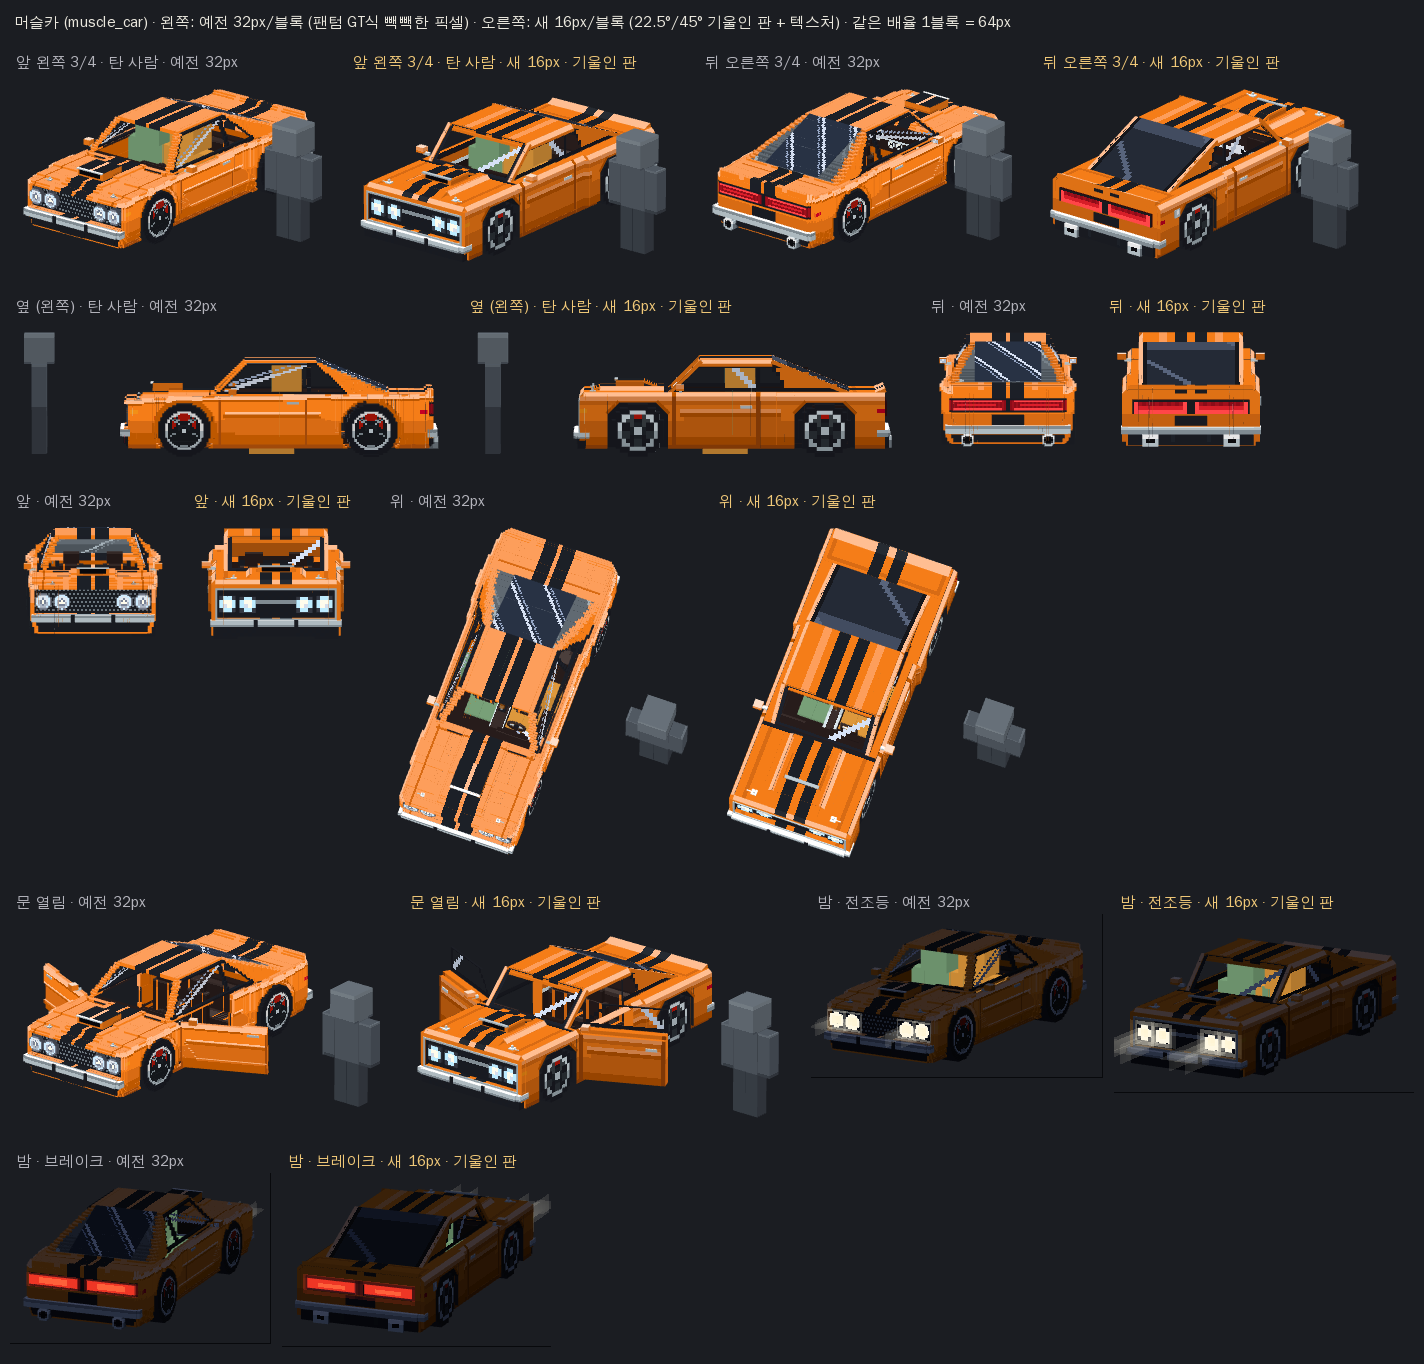 머슬카 (muscle_car) · 왼쪽: 예전 32px/블록 (팬텀 GT식 빽빽한 픽셀) · 오른쪽: 새 16px/블록 (22.5°/45° 기울인 판 + 텍스처) · 같은 배율 1블록 = 64px
앞 왼쪽 3/4 · 탄 사람 · 예전 32px
앞 왼쪽 3/4 · 탄 사람 · 새 16px · 기울인 판
뒤 오른쪽 3/4 · 예전 32px
뒤 오른쪽 3/4 · 새 16px · 기울인 판
옆 (왼쪽) · 탄 사람 · 예전 32px
옆 (왼쪽) · 탄 사람 · 새 16px · 기울인 판
뒤 · 예전 32px
뒤 · 새 16px · 기울인 판
앞 · 예전 32px
앞 · 새 16px · 기울인 판
위 · 예전 32px
위 · 새 16px · 기울인 판
문 열림 · 예전 32px
문 열림 · 새 16px · 기울인 판
밤 · 전조등 · 예전 32px
밤 · 전조등 · 새 16px · 기울인 판
밤 · 브레이크 · 예전 32px
밤 · 브레이크 · 새 16px · 기울인 판